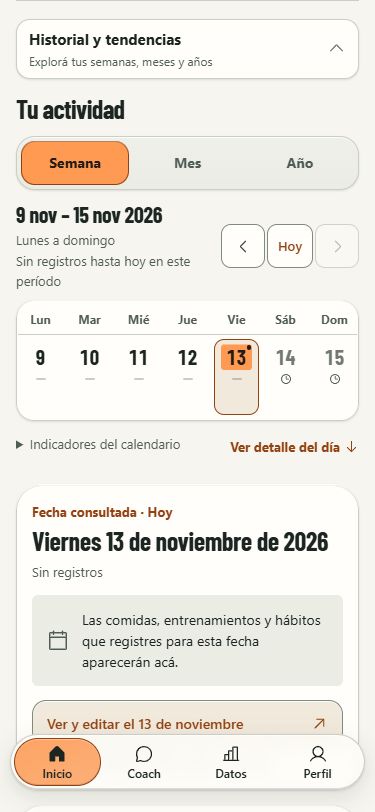 Historial y tendencias
Explorá tus semanas, meses y años
Tu actividad
Semana Mes Año
9 nov – 15 nov 2026
Lunes a domingo
Sin registros hasta hoy en este
período
Hoy
Lun Mar Mié Jue Vie Sáb Dom
9 10 11 12 13 14 15
Indicadores del calendario
Ver detalle del día ↓
Fecha consultada · Hoy
Viernes 13 de noviembre de 2026
Sin registros
Las comidas, entrenamientos y hábitos
que registres para esta fecha
aparecerán acá.
Ver y editar el 13 de noviembre
Inicio Coach Datos Perfil